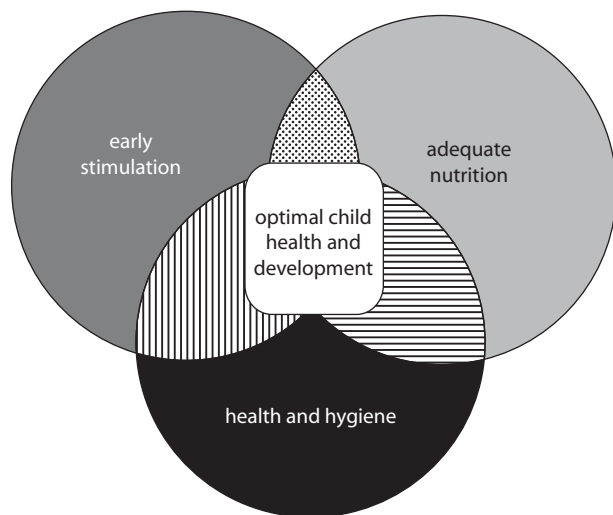 early
stimulation
adequate
nutrition
optimal child
health and
development
health and hygiene